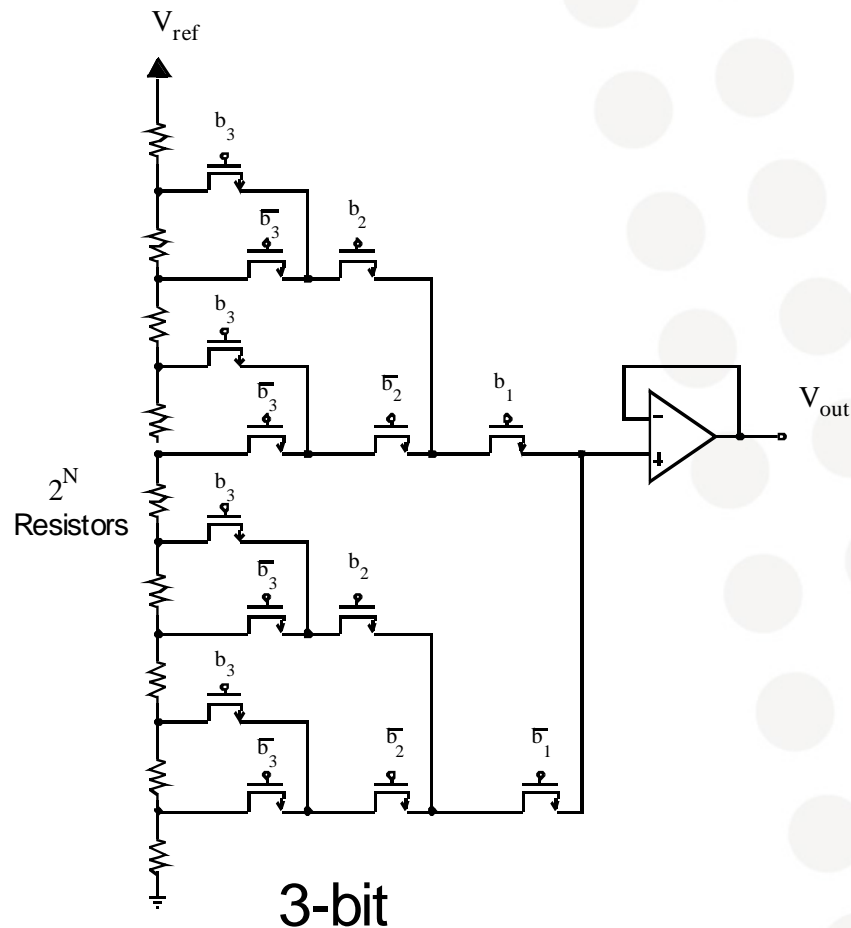 V_ref
b_3
b̅_3
b_2
b_3
b̅_3
b̅_2
b_1
V_out
-
+
2^N
Resistors
b_3
b̅_3
b_2
b_3
b̅_3
b̅_2
b̅_1
3-bit